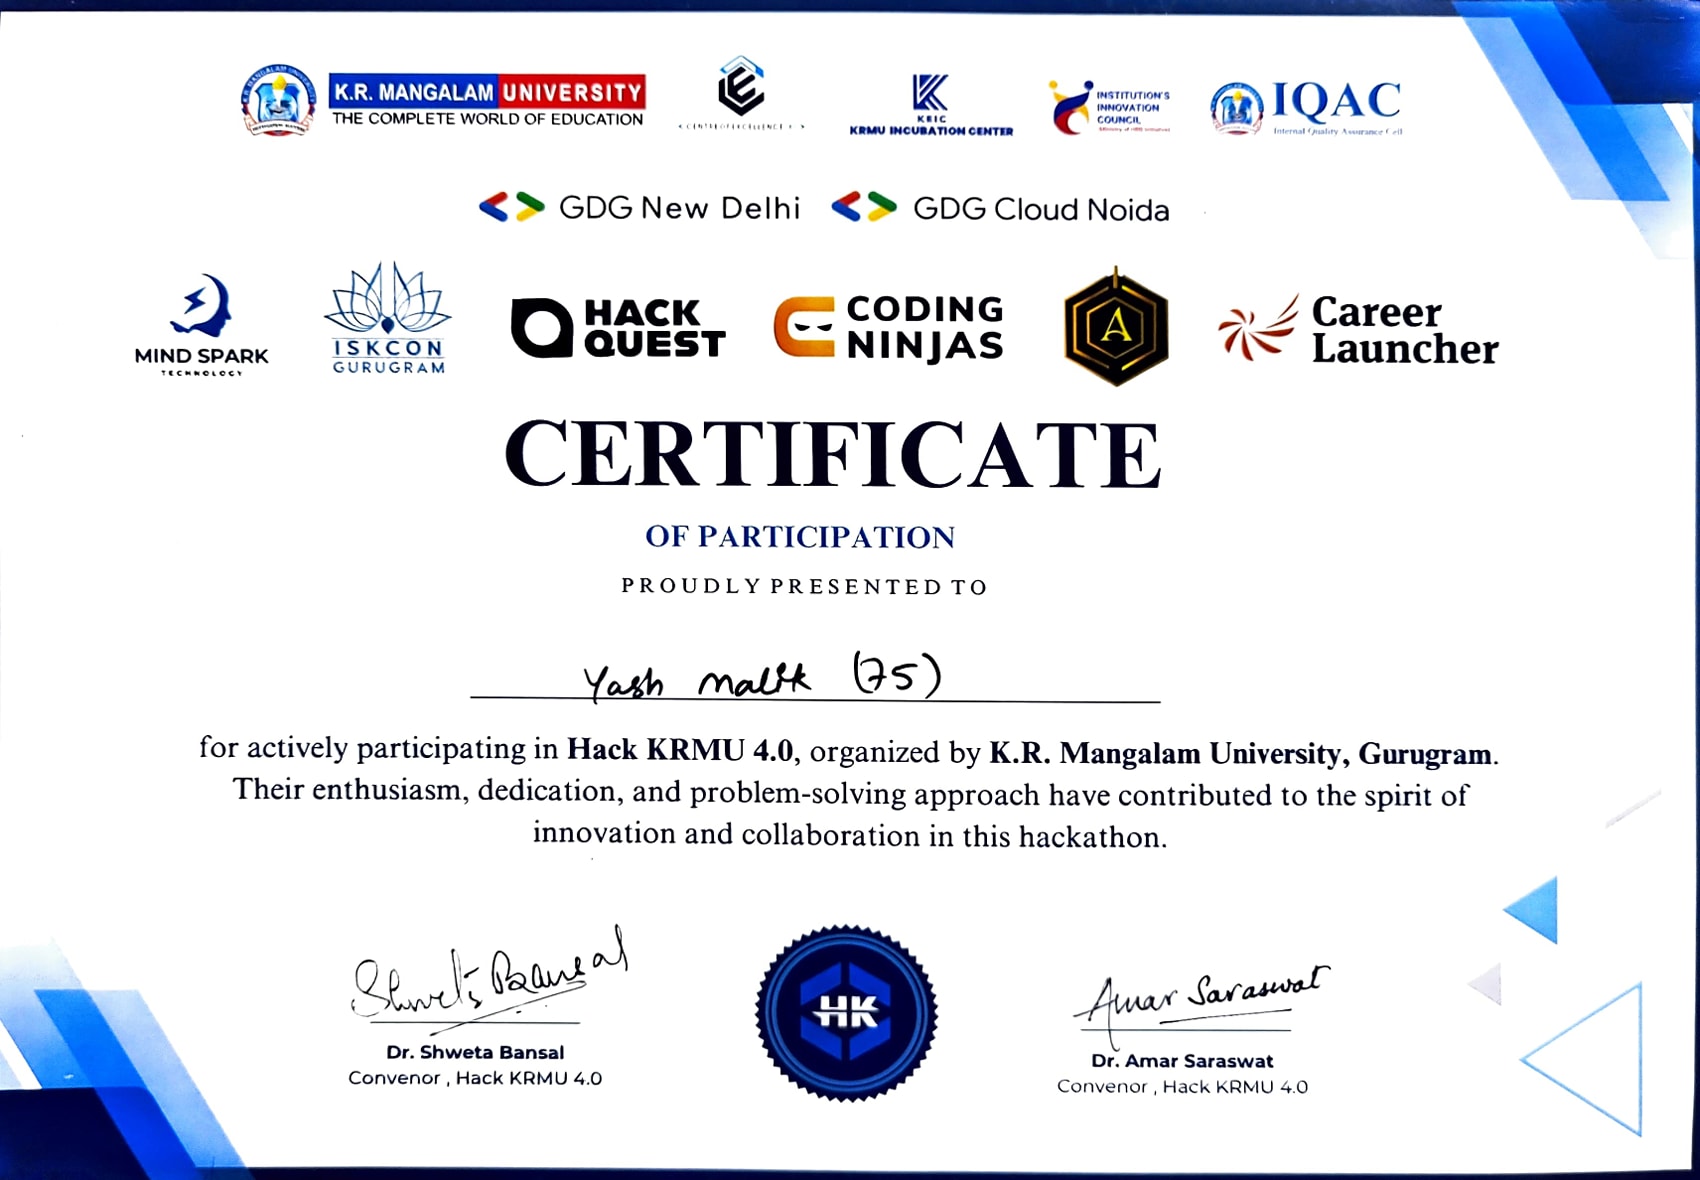 K.R. MANGALAM UNIVERSITY
THE COMPLETE WORLD OF EDUCATION
CENTRE OF EXCELLENCE
KEIC
KRMU INCUBATION CENTER
INSTITUTION'S
INNOVATION
COUNCIL
IQAC
Internal Quality Assurance Cell
GDG New Delhi
GDG Cloud Noida
MIND SPARK
TECHNOLOGY
ISKCON
GURUGRAM
HACK
QUEST
CODING
NINJAS
A
Career
Launcher
CERTIFICATE
OF PARTICIPATION
PROUDLY PRESENTED TO
Yash Malik (75)
for actively participating in Hack KRMU 4.0, organized by K.R. Mangalam University, Gurugram.
Their enthusiasm, dedication, and problem-solving approach have contributed to the spirit of
innovation and collaboration in this hackathon.
Shweta Bansal
Dr. Shweta Bansal
Convenor , Hack KRMU 4.0
HK
Amar Saraswat
Dr. Amar Saraswat
Convenor , Hack KRMU 4.0